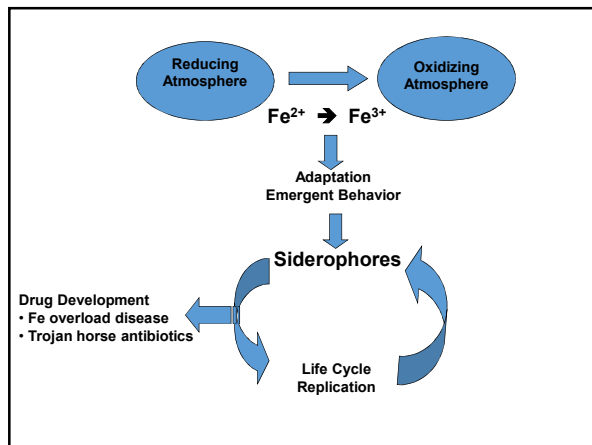 Reducing
Atmosphere
Oxidizing
Atmosphere
Fe²⁺ ➔ Fe³⁺
Adaptation
Emergent Behavior
Siderophores
Drug Development
• Fe overload disease
• Trojan horse antibiotics
Life Cycle
Replication